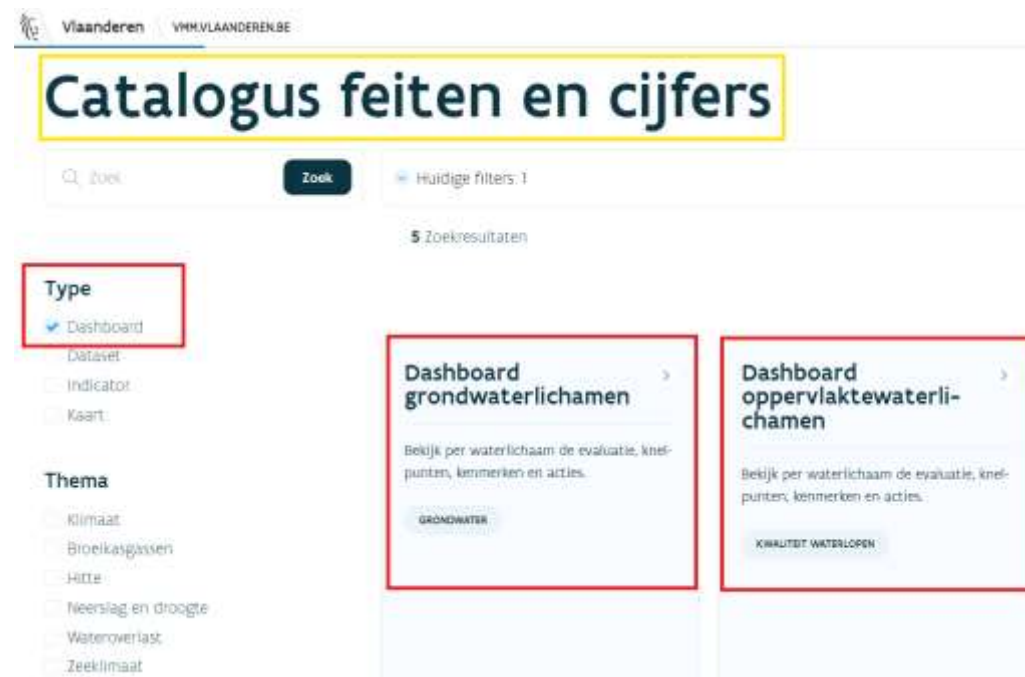 Vlaanderen VMM.VLAANDEREN.BE
Catalogus feiten en cijfers
Zoek Zoek
Huidige filters: 1
5 Zoekresultaten
Type
Dashboard
Dataset
Indicator
Kaart
Thema
Klimaat
Broeikasgassen
Hitte
Neerslag en droogte
Wateroverlast
Zeeklimaat
Dashboard
grondwaterlichamen
Bekijk per waterlichaam de evaluatie, knel-
punten, kenmerken en acties.
GRONDWATER
Dashboard
oppervlaktewaterli-
chamen
Bekijk per waterlichaam de evaluatie, knel-
punten, kenmerken en acties.
KWALITEIT WATERLOPEN